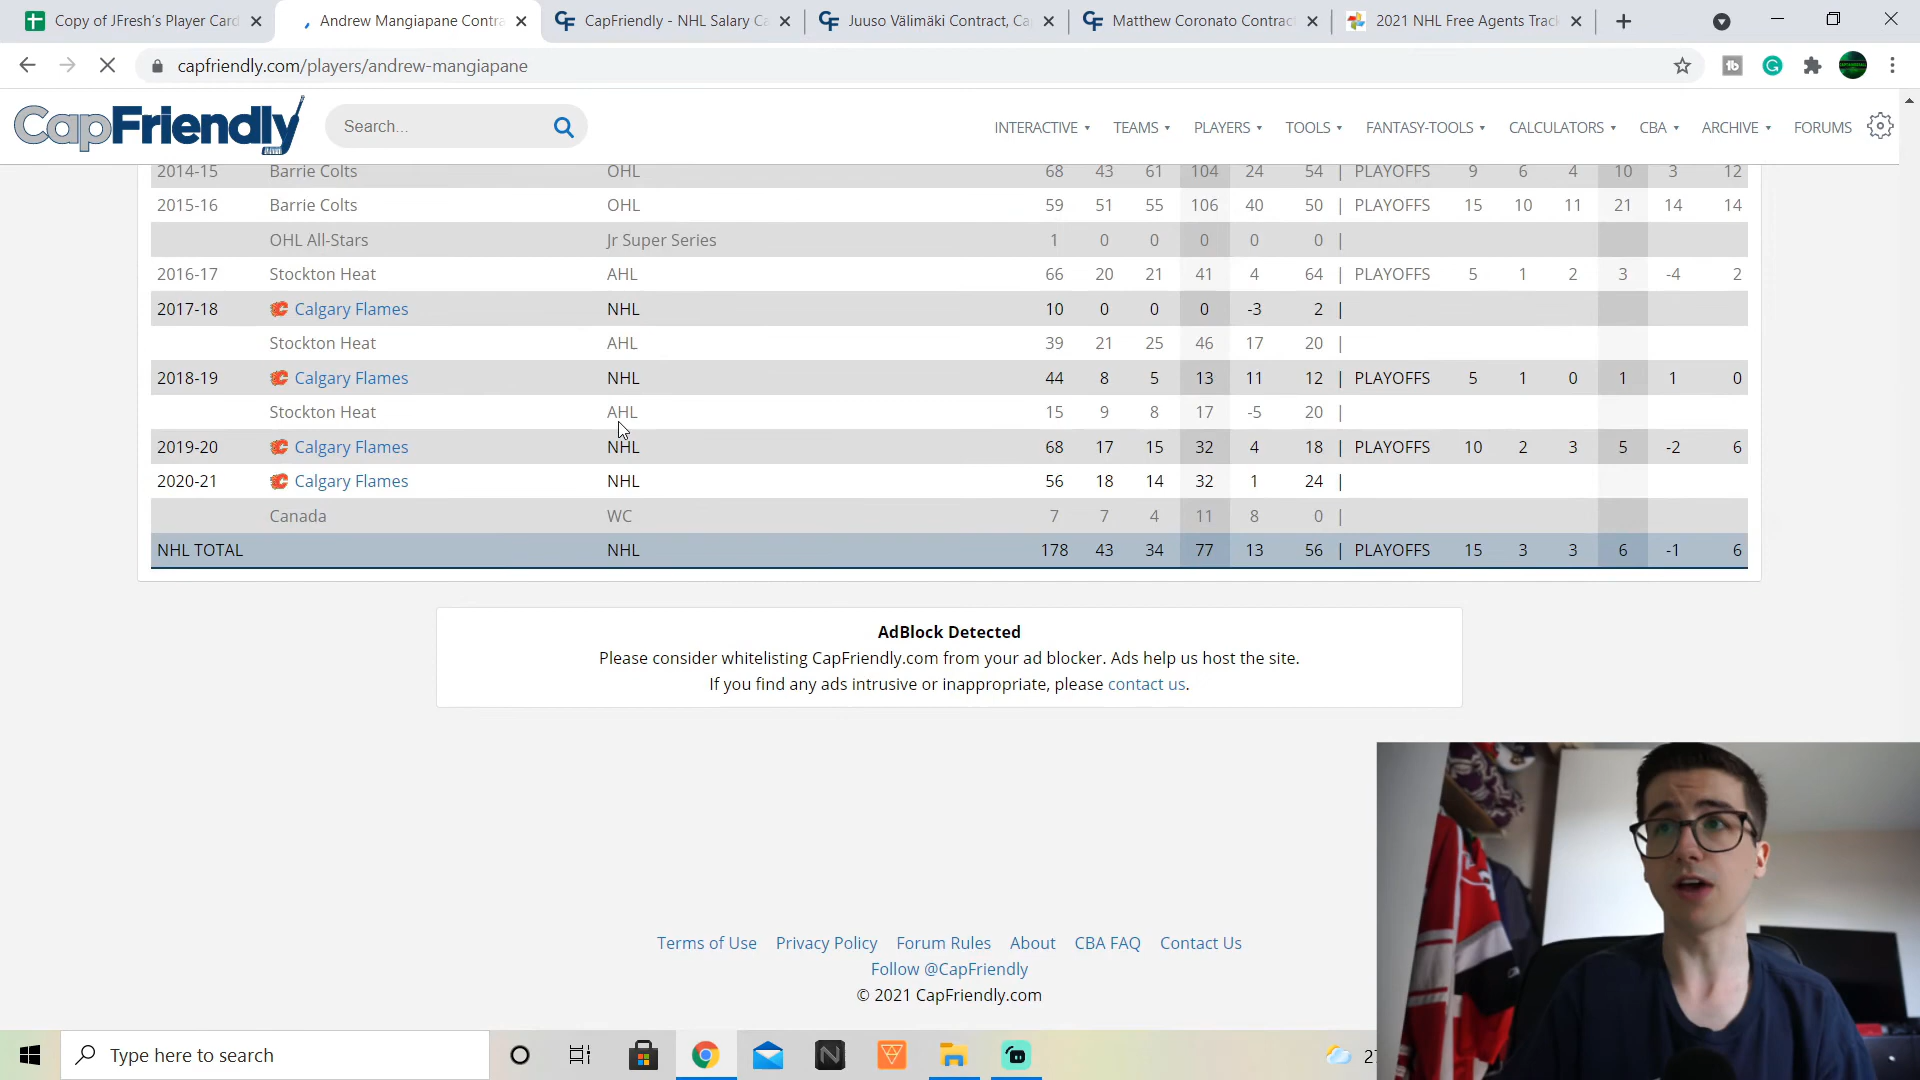 Copy of JFresh's Player Card
Andrew Mangiapane Contra
CapFriendly - NHL Salary Ca
Juuso Välimäki Contract, Ca
Matthew Coronato Contract
2021 NHL Free Agents Track
capfriendly.com/players/andrew-mangiapane
CapFriendly
Search...
INTERACTIVE TEAMS PLAYERS TOOLS FANTASY-TOOLS CALCULATORS CBA ARCHIVE FORUMS
2014-15 Barrie Colts OHL 68 43 61 104 24 54 | PLAYOFFS 9 6 4 10 3 12
2015-16 Barrie Colts OHL 59 51 55 106 40 50 | PLAYOFFS 15 10 11 21 14 14
OHL All-Stars Jr Super Series 1 0 0 0 0 0 |
2016-17 Stockton Heat AHL 66 20 21 41 4 64 | PLAYOFFS 5 1 2 3 -4 2
2017-18 Calgary Flames NHL 10 0 0 0 -3 2 |
Stockton Heat AHL 39 21 25 46 17 20 |
2018-19 Calgary Flames NHL 44 8 5 13 11 12 | PLAYOFFS 5 1 0 1 1 0
Stockton Heat AHL 15 9 8 17 -5 20 |
2019-20 Calgary Flames NHL 68 17 15 32 4 18 | PLAYOFFS 10 2 3 5 -2 6
2020-21 Calgary Flames NHL 56 18 14 32 1 24 |
Canada WC 7 7 4 11 8 0 |
NHL TOTAL NHL 178 43 34 77 13 56 | PLAYOFFS 15 3 3 6 -1 6
AdBlock Detected
Please consider whitelisting CapFriendly.com from your ad blocker. Ads help us host the site.
If you find any ads intrusive or inappropriate, please contact us.
Terms of Use Privacy Policy Forum Rules About CBA FAQ Contact Us
Follow @CapFriendly
© 2021 CapFriendly.com
Type here to search